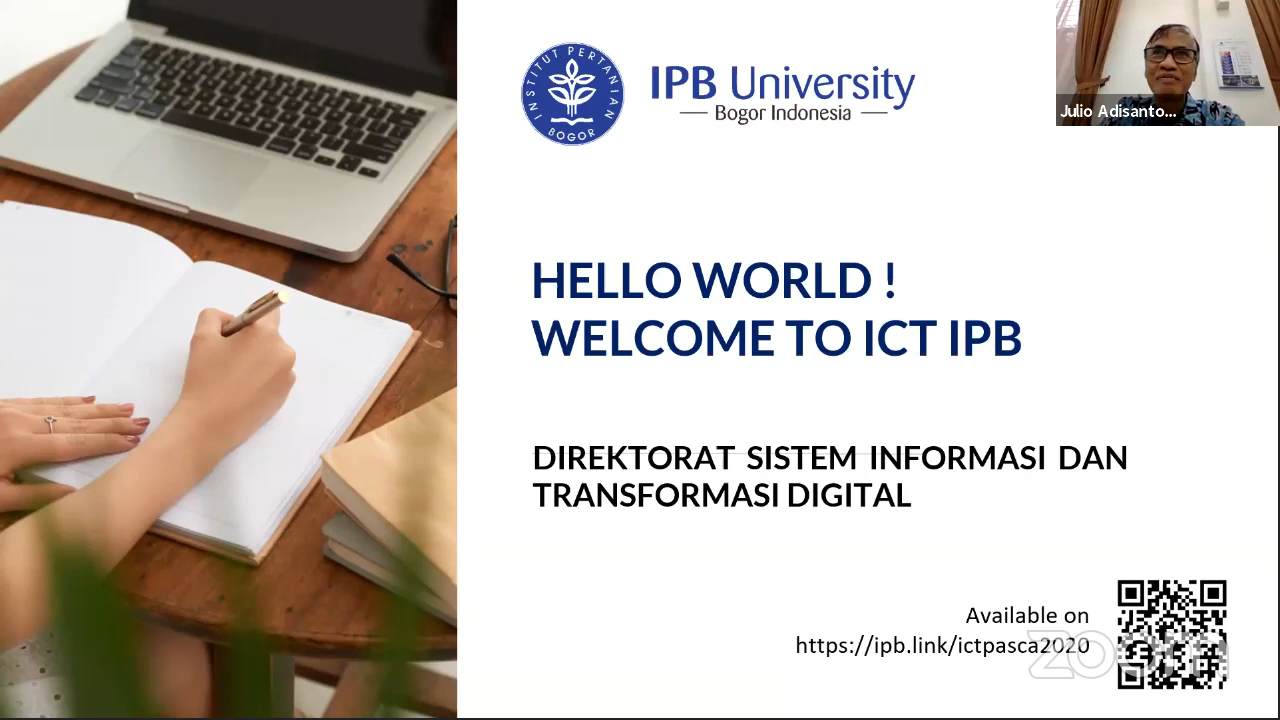 INSTITUT PERTANIAN
BOGOR
IPB University
Bogor Indonesia
Julio Adisanto...
HELLO WORLD !
WELCOME TO ICT IPB
DIREKTORAT SISTEM INFORMASI DAN
TRANSFORMASI DIGITAL
Available on
https://ipb.link/ictpasca2020
zoom